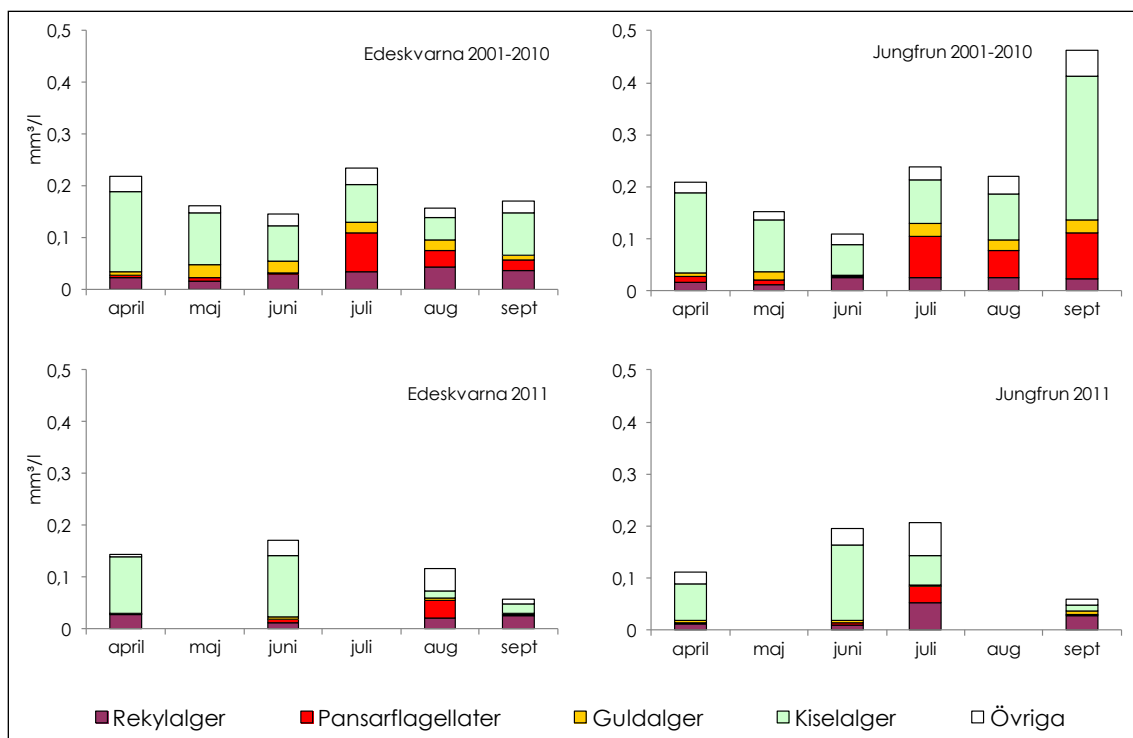 Edeskvarna 2001-2010
0,5
0,4
0,3
0,2
0,1
0
mm³/l
april maj juni juli aug sept
Jungfrun 2001-2010
0,5
0,4
0,3
0,2
0,1
0
april maj juni juli aug sept
Edeskvarna 2011
0,5
0,4
0,3
0,2
0,1
0
mm³/l
april maj juni juli aug sept
Jungfrun 2011
0,5
0,4
0,3
0,2
0,1
0
april maj juni juli aug sept
Rekylalger Pansarflagellater Guldalger Kiselalger Övriga